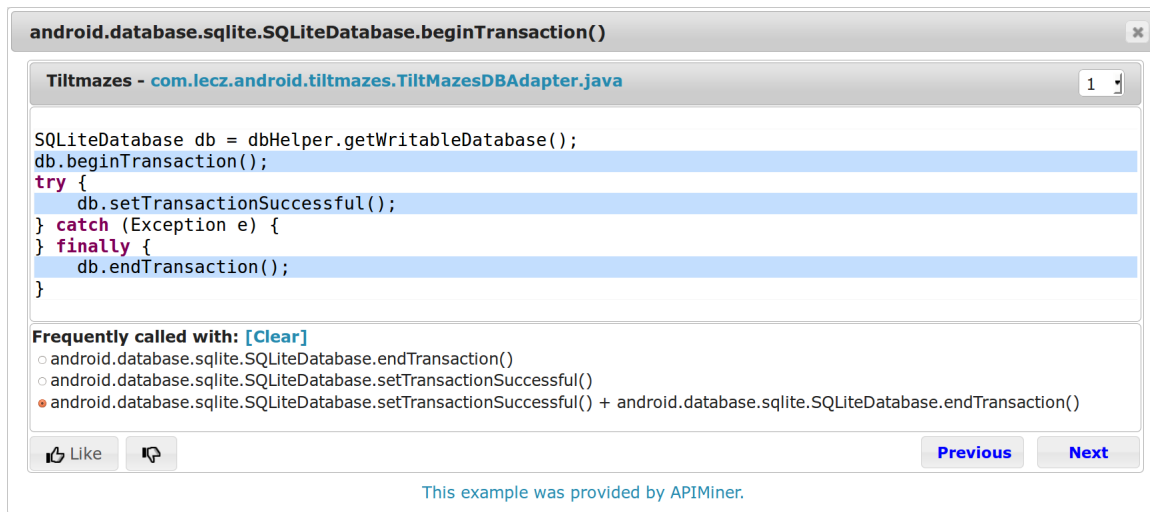 android.database.sqlite.SQLiteDatabase.beginTransaction()
Tiltmazes - com.lecz.android.tiltmazes.TiltMazesDBAdapter.java
1
SQLiteDatabase db = dbHelper.getWritableDatabase();
db.beginTransaction();
try {
    db.setTransactionSuccessful();
} catch (Exception e) {
} finally {
    db.endTransaction();
}
Frequently called with: [Clear]
android.database.sqlite.SQLiteDatabase.endTransaction()
android.database.sqlite.SQLiteDatabase.setTransactionSuccessful()
android.database.sqlite.SQLiteDatabase.setTransactionSuccessful() + android.database.sqlite.SQLiteDatabase.endTransaction()
Like Previous Next
This example was provided by APIMiner.